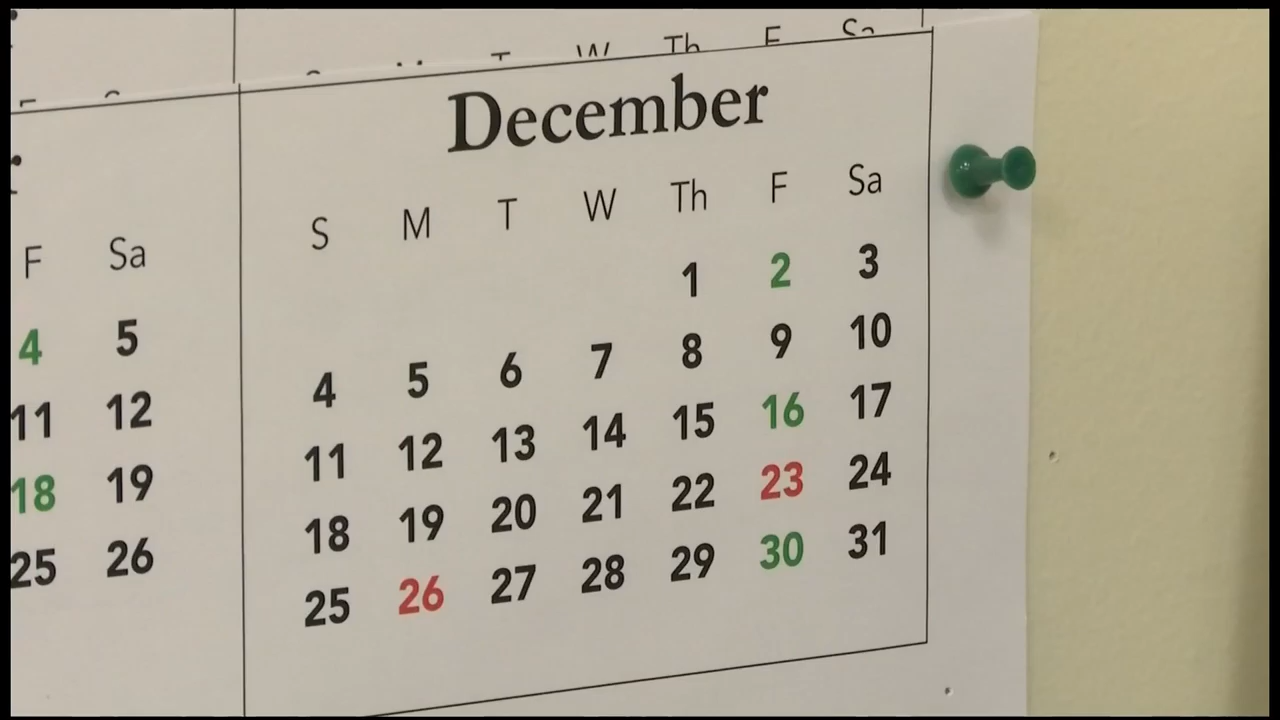 T W Th F Sa
December
S M T W Th F Sa
1 2 3
4 5 6 7 8 9 10
11 12 13 14 15 16 17
18 19 20 21 22 23 24
25 26 27 28 29 30 31
F Sa
4 5
11 12
18 19
25 26